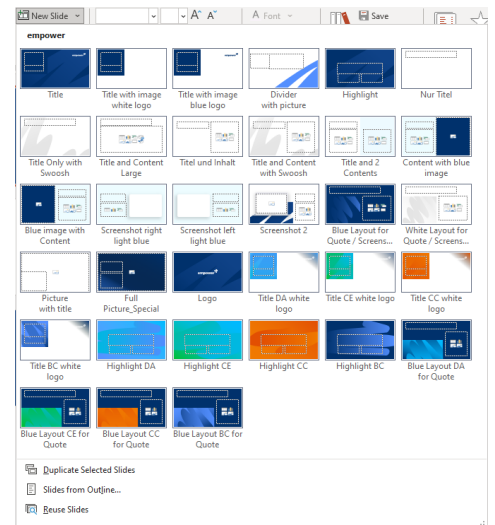 New Slide
A^ A˅
A Font
Save
empower
Title
Title with image
white logo
Title with image
blue logo
Divider
with picture
Highlight
Nur Titel
Title Only with
Swoosh
Title and Content
Large
Titel und Inhalt
Title and Content
with Swoosh
Title and 2
Contents
Content with blue
image
Blue image with
Content
Screenshot right
light blue
Screenshot left
light blue
Screenshot 2
Blue Layout for
Quote / Screens...
White Layout for
Quote / Screens...
Picture
with title
Full
Picture_Special
empower
Logo
Title DA white
logo
Title CE white logo
Title CC white
logo
Title BC white
logo
Highlight DA
Highlight CE
Highlight CC
Highlight BC
Blue Layout DA
for Quote
Blue Layout CE for
Quote
Blue Layout CC
for Quote
Blue Layout BC for
Quote
Duplicate Selected Slides
Slides from Outline...
Reuse Slides